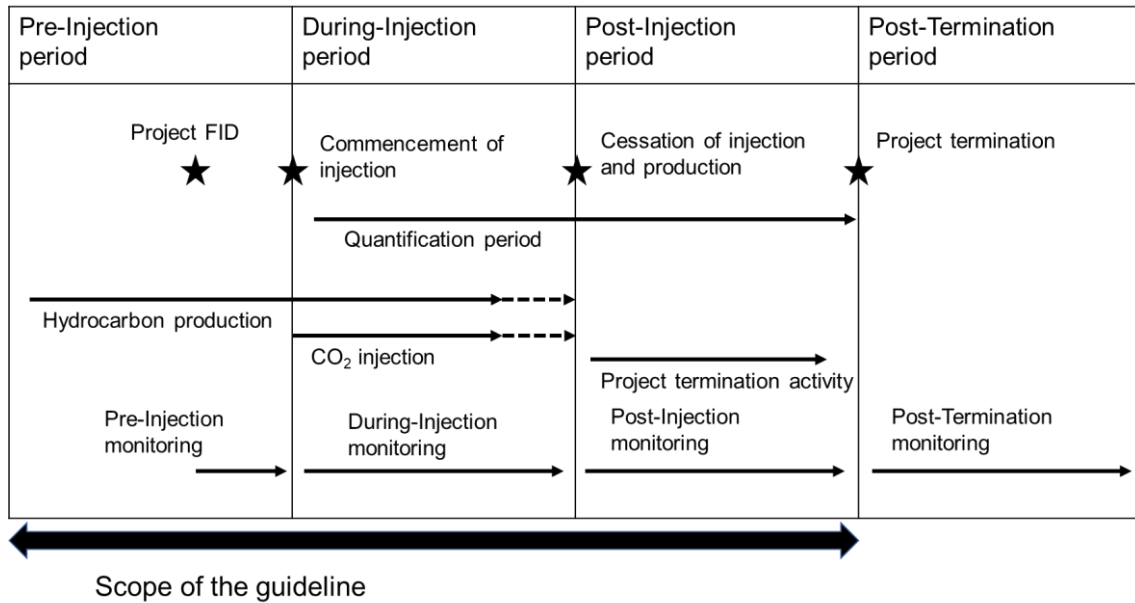 Pre-Injection
period
During-Injection
period
Post-Injection
period
Post-Termination
period
Project FID
Commencement of
injection
Cessation of injection
and production
Project termination
Quantification period
Hydrocarbon production
CO₂ injection
Project termination activity
Pre-Injection
monitoring
During-Injection
monitoring
Post-Injection
monitoring
Post-Termination
monitoring
Scope of the guideline